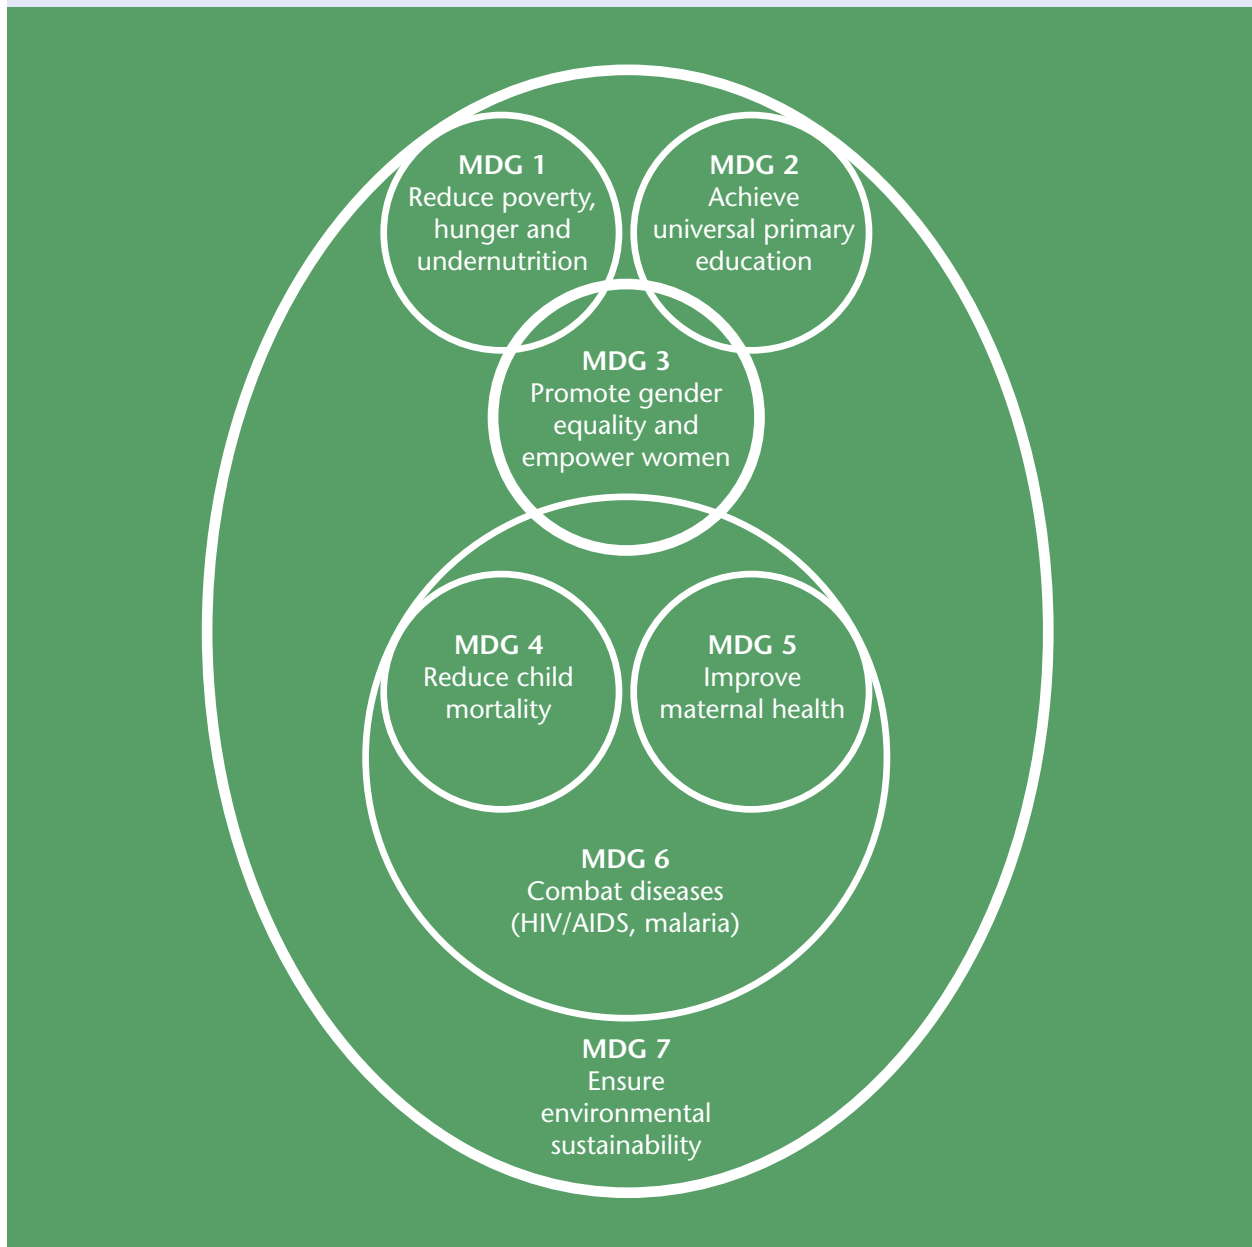 MDG 1
Reduce poverty,
hunger and
undernutrition
MDG 2
Achieve
universal primary
education
MDG 3
Promote gender
equality and
empower women
MDG 4
Reduce child
mortality
MDG 5
Improve
maternal health
MDG 6
Combat diseases
(HIV/AIDS, malaria)
MDG 7
Ensure
environmental
sustainability